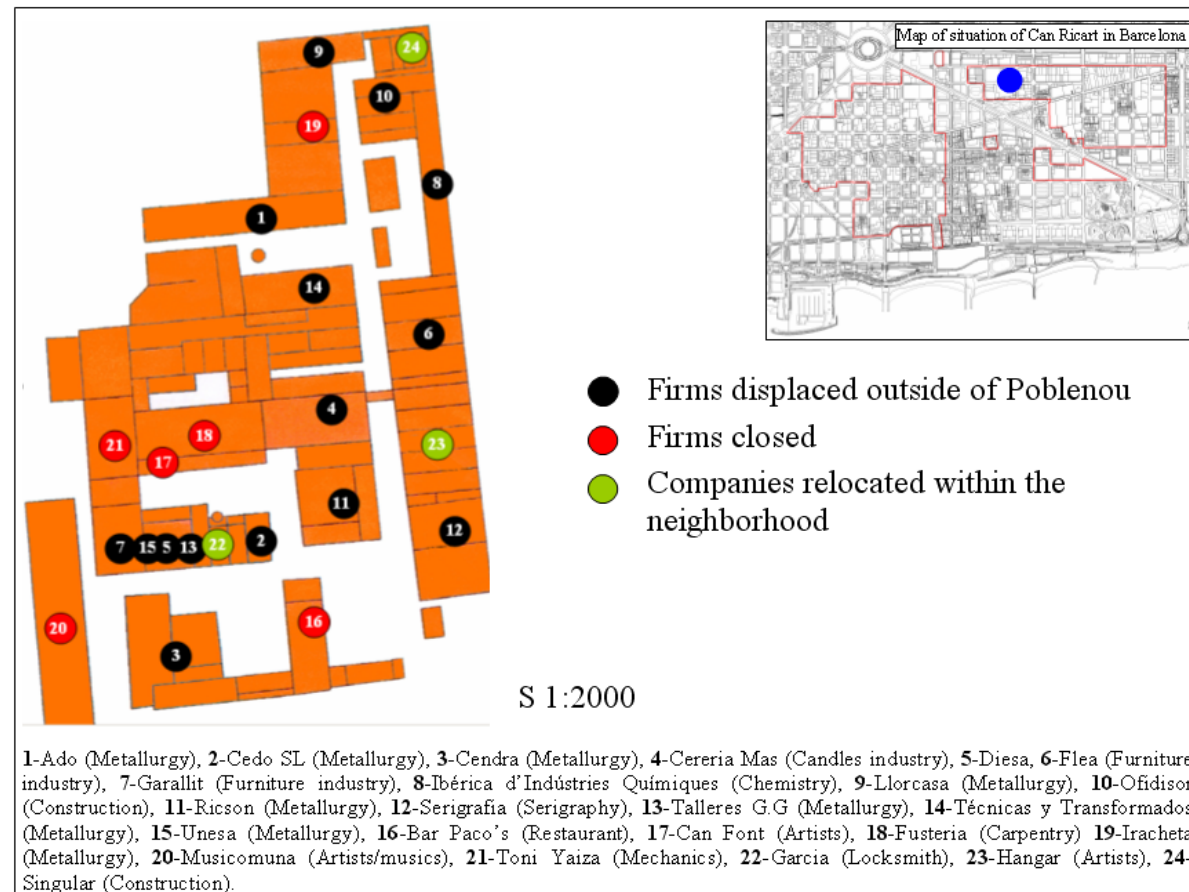 Map of situation of Can Ricart in Barcelona
9
24
10
19
8
1
14
6
4
18
21
23
17
11
12
7 15 5 13 22 2
20
16
3
Firms displaced outside of Poblenou
Firms closed
Companies relocated within the
neighborhood
S 1:2000
1-Ado (Metallurgy), 2-Cedo SL (Metallurgy), 3-Cendra (Metallurgy), 4-Cereria Mas (Candles industry), 5-Diesa, 6-Flea (Furniture
industry), 7-Garallit (Furniture industry), 8-Ibérica d'Indústries Químiques (Chemistry), 9-Llorcasa (Metallurgy), 10-Ofidison
(Construction), 11-Ricson (Metallurgy), 12-Serigrafia (Serigraphy), 13-Talleres G.G (Metallurgy), 14-Técnicas y Transformados
(Metallurgy), 15-Unesa (Metallurgy), 16-Bar Paco's (Restaurant), 17-Can Font (Artists), 18-Fusteria (Carpentry) 19-Iracheta
(Metallurgy), 20-Musicomuna (Artists/musics), 21-Toni Yaiza (Mechanics), 22-Garcia (Locksmith), 23-Hangar (Artists), 24-
Singular (Construction).